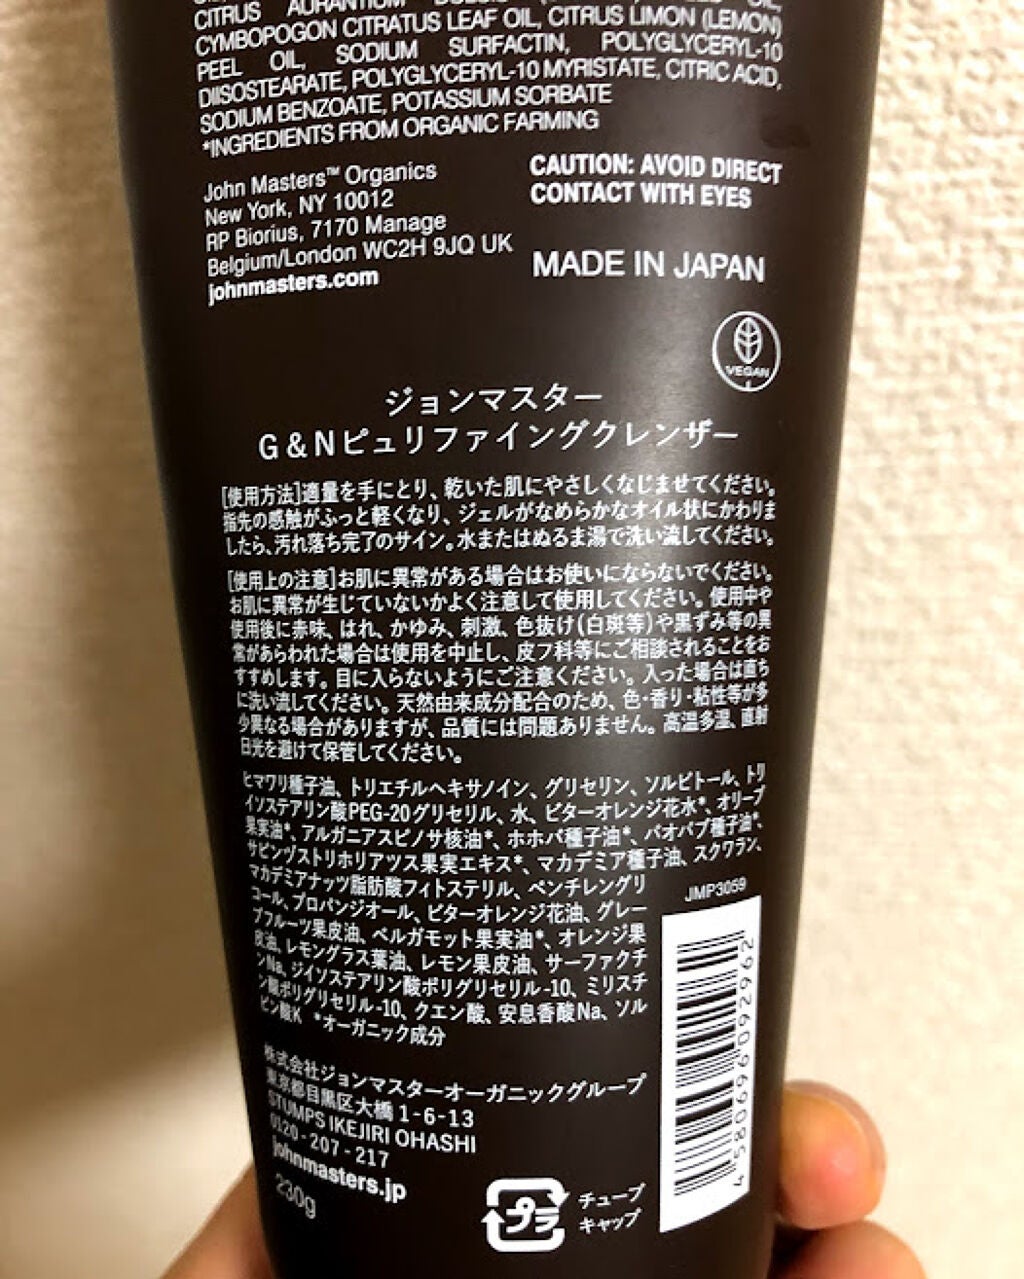 CITRUS AURANTIUM OIL,
CYMBOPOGON CITRATUS LEAF OIL, CITRUS LIMON (LEMON)
PEEL OIL, SODIUM SURFACTIN, POLYGLYCERYL-10
DIISOSTEARATE, POLYGLYCERYL-10 MYRISTATE, CITRIC ACID,
SODIUM BENZOATE, POTASSIUM SORBATE
*INGREDIENTS FROM ORGANIC FARMING
John Masters™ Organics
New York, NY 10012
RP Biorius, 7170 Manage
Belgium/London WC2H 9JQ UK
johnmasters.com
CAUTION: AVOID DIRECT
CONTACT WITH EYES
MADE IN JAPAN
VEGAN
ジョンマスター
G&Nピュリファイングクレンザー
[使用方法]適量を手にとり、乾いた肌にやさしくなじませてください。
指先の感触がふっと軽くなり、ジェルがなめらかなオイル状にかわりま
したら、汚れ落ち完了のサイン。水またはぬるま湯で洗い流してください。
[使用上の注意]お肌に異常がある場合はお使いにならないでください。
お肌に異常が生じていないかよく注意して使用してください。使用中や
使用後に赤味、はれ、かゆみ、刺激、色抜け(白斑等)や黒ずみ等の異
常があらわれた場合は使用を中止し、皮フ科等にご相談されることをお
すすめします。目に入らないようにご注意ください。入った場合は直ち
に洗い流してください。天然由来成分配合のため、色・香り・粘性等が多
少異なる場合がありますが、品質には問題ありません。高温多湿、直射
日光を避けて保管してください。
ヒマワリ種子油、トリエチルヘキサノイン、グリセリン、ソルビトール、トリ
イソステアリン酸PEG-20グリセリル、水、ビターオレンジ花水*、オリーブ
果実油*、アルガニアスピノサ核油*、ホホバ種子油*、バオバブ種子油*、
サピンヅストリホリアツス果実エキス*、マカデミア種子油、スクワラン、
マカデミアナッツ脂肪酸フィトステリル、ペンチレングリ
コール、プロパンジオール、ビターオレンジ花油、グレー
プフルーツ果皮油、ベルガモット果実油*、オレンジ果
皮油、レモングラス葉油、レモン果皮油、サーファクチ
ンNa、ジイソステアリン酸ポリグリセリル-10、ミリスチ
ン酸ポリグリセリル-10、クエン酸、安息香酸Na、ソル
ビン酸K *オーガニック成分
JMP3059
4580696092962
株式会社ジョンマスターオーガニックグループ
東京都目黒区大橋1-6-13
STUMPS IKEJIRI OHASHI
0120-207-217
johnmasters.jp
230g
プラ
チューブ
キャップ